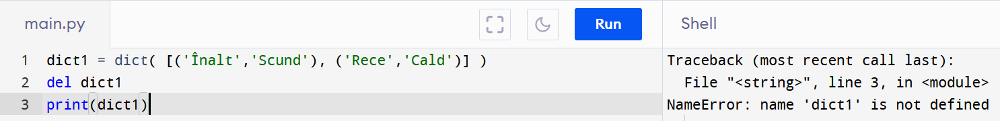 main.py
Run
Shell
1 dict1 = dict( [('Înalt','Scund'), ('Rece','Cald')] )
2 del dict1
3 print(dict1)
Traceback (most recent call last):
  File "<string>", line 3, in <module>
NameError: name 'dict1' is not defined